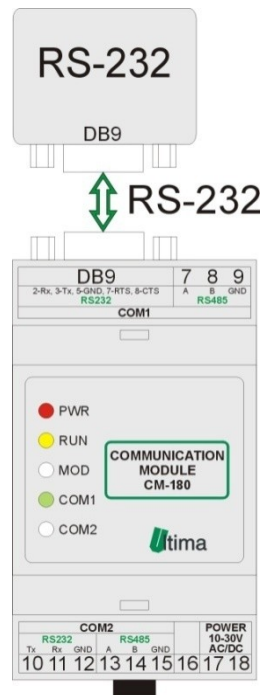 RS-232
DB9
RS-232
DB9 7 8 9
2-Rx, 3-Tx, 5-GND, 7-RTS, 8-CTS A B GND
RS232 RS485
COM1
PWR
RUN
MOD
COM1
COM2
COMMUNICATION
MODULE
CM-180
Ultima
COM2 POWER
RS232 RS485 10-30V
Tx Rx GND A B GND AC/DC
10 11 12 13 14 15 16 17 18